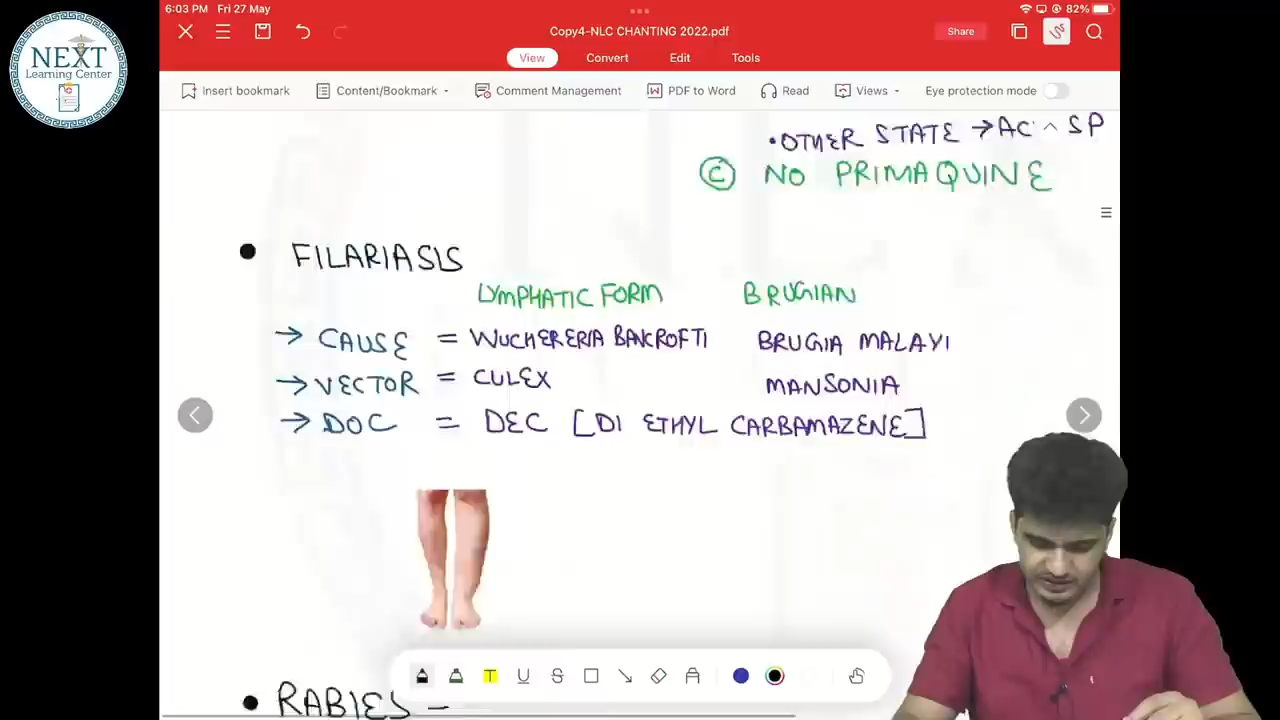 6:03 PM Fri 27 May
82%
Copy4-NLC CHANTING 2022.pdf
Share
View Convert Edit Tools
Insert bookmark Content/Bookmark Comment Management PDF to Word Read Views Eye protection mode
NEXT
Learning Center
• OTHER STATE → AC SP
Ⓒ NO PRIMAQUINE
• FILARIASIS
LYMPHATIC FORM BRUGIAN
→ CAUSE = WUCHERERIA BANCROFTI BRUGIA MALAYI
→ VECTOR = CULEX MANSONIA
→ DOC = DEC [DI ETHYL CARBAMAZENE]
• RABIES –